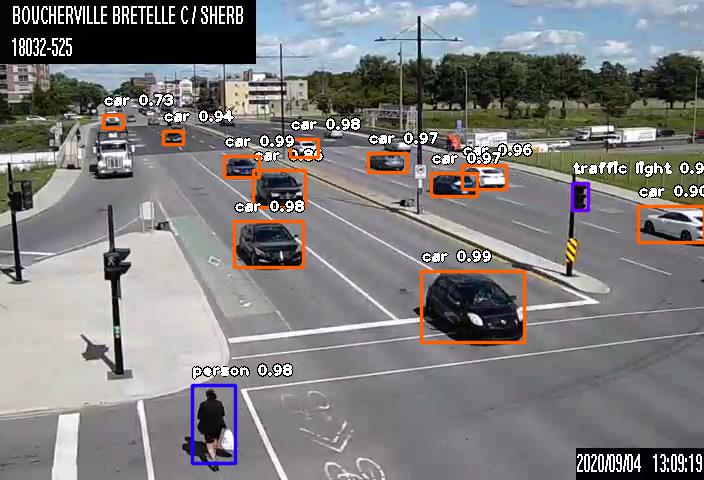 BOUCHERVILLE BRETELLE C / SHERB
18032-525
car 0.73
car 0.94
car 0.98
car 0.99
car 0.97
car 0.96
car 0.97
traffic light 0.9
car 0.90
car 0.98
car 0.99
person 0.98
2020/09/04 13:09:19